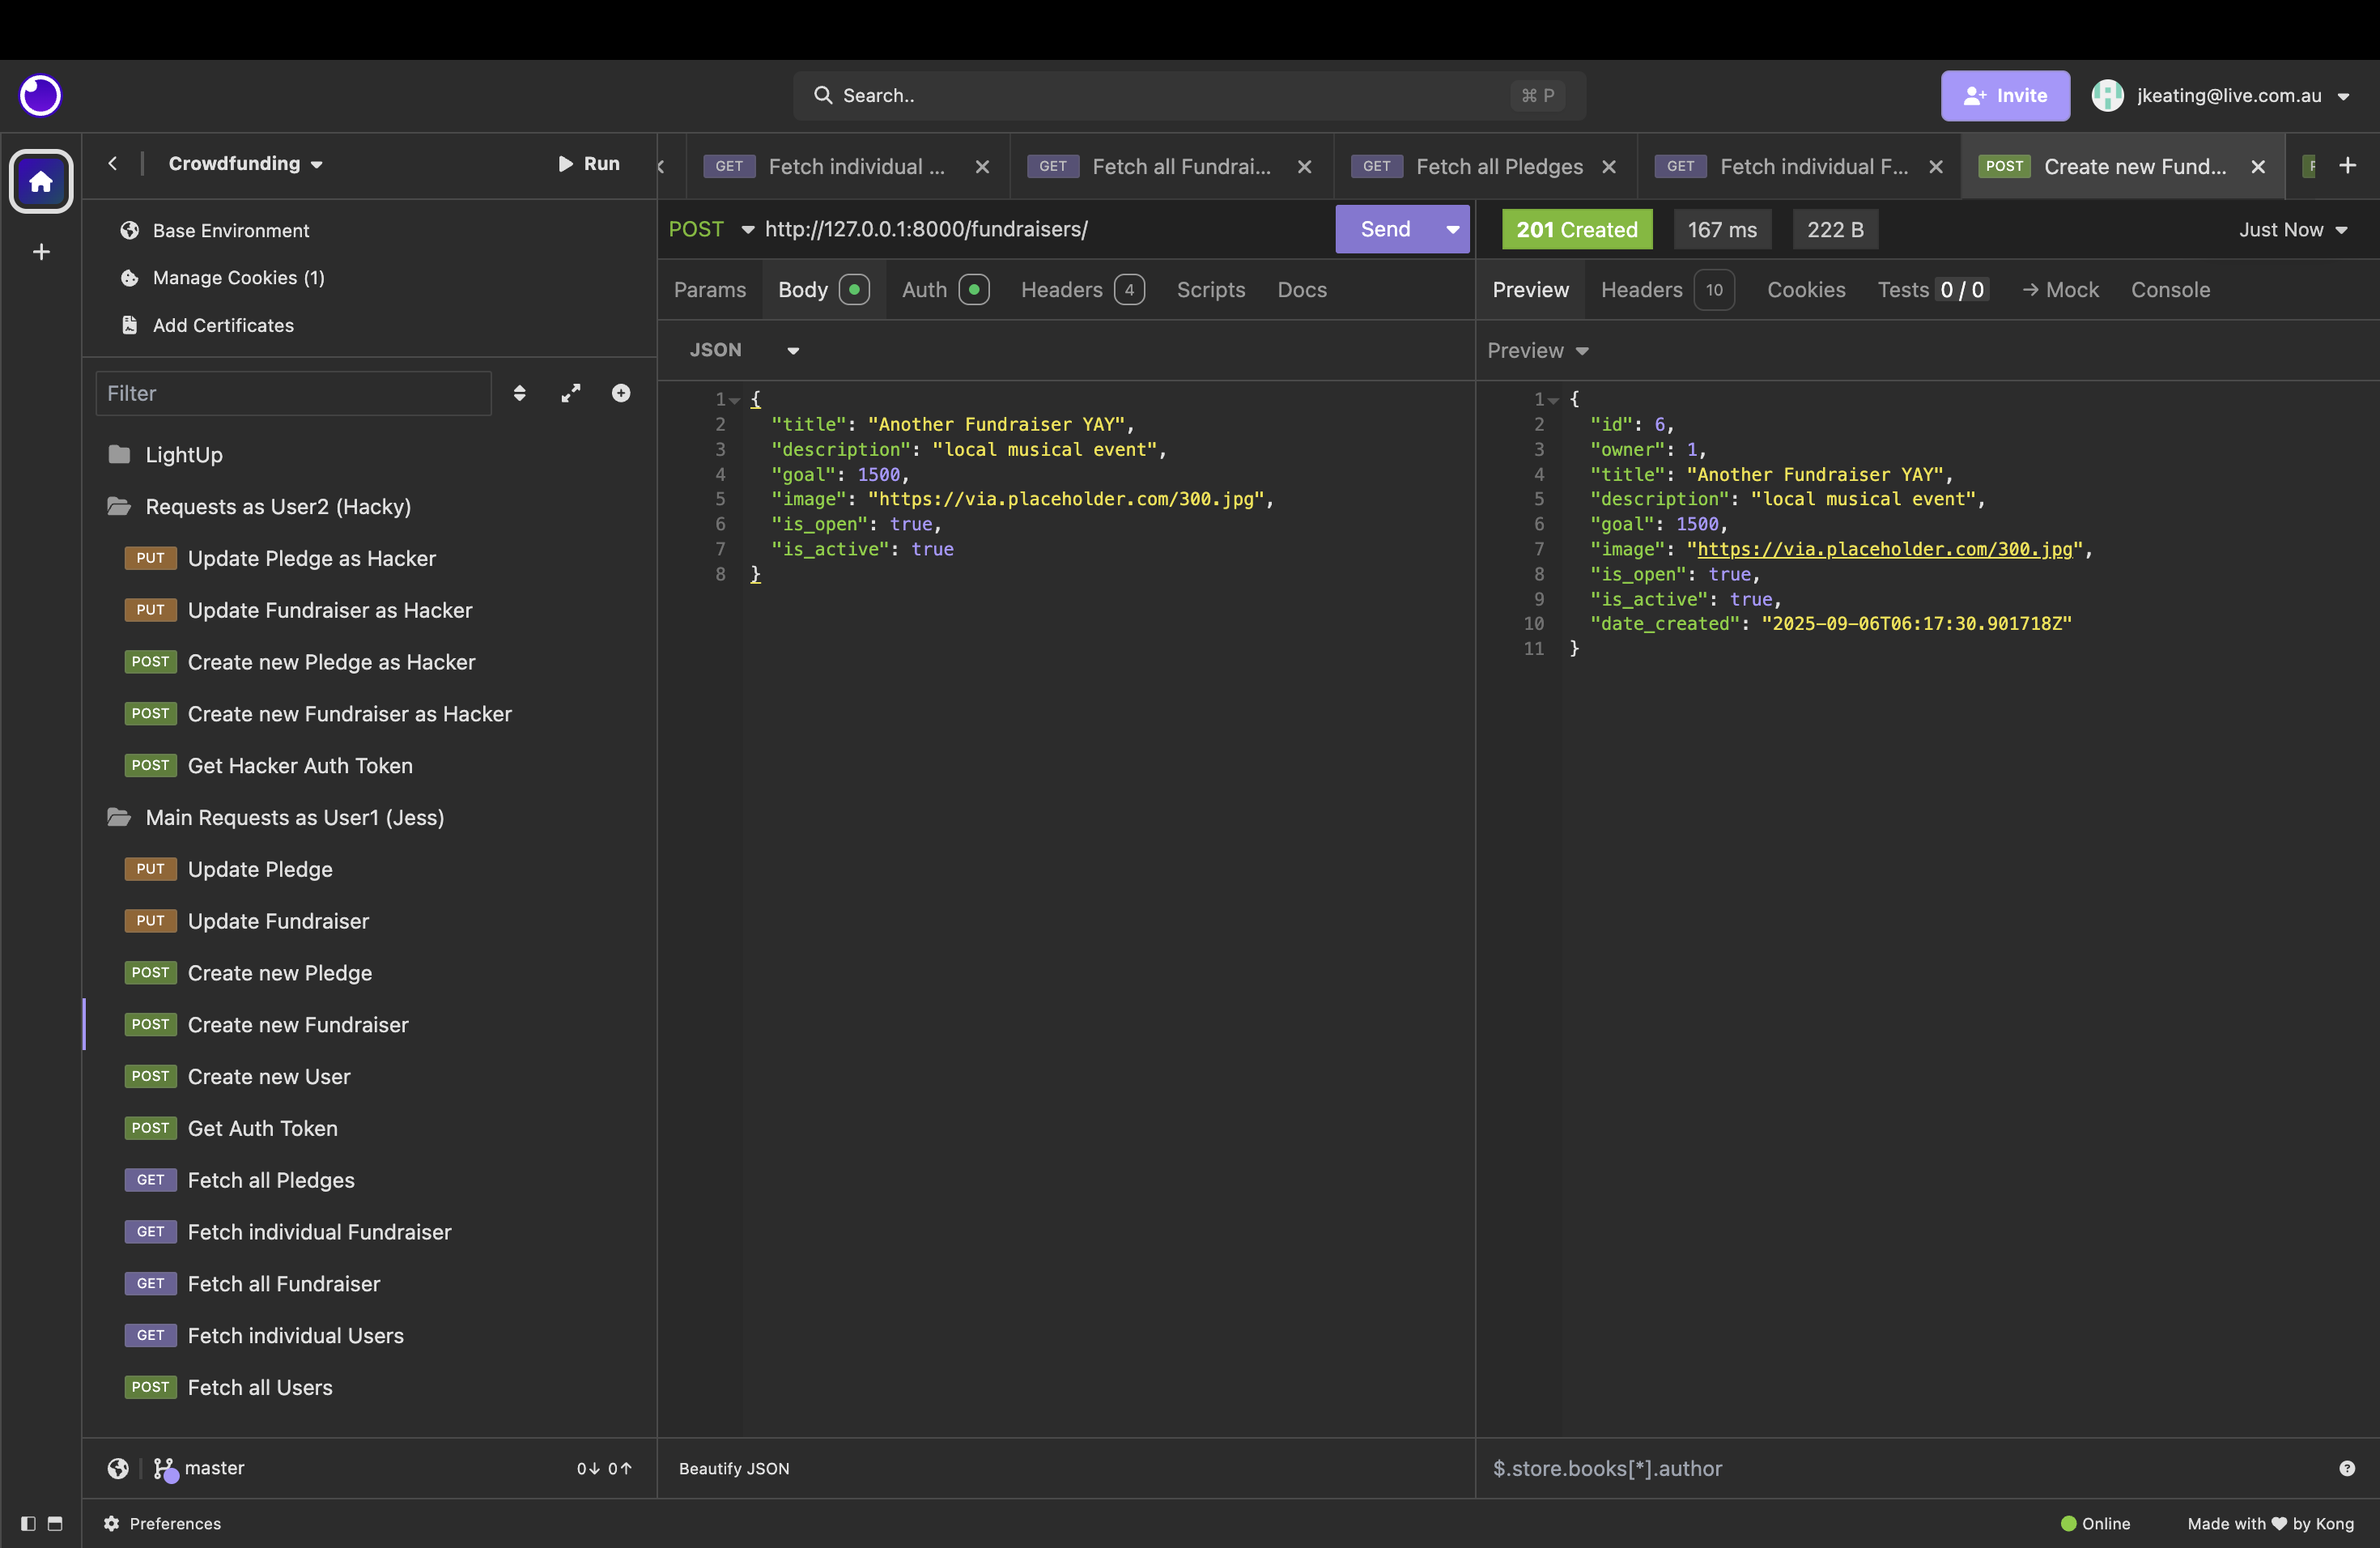 Search..
⌘ P
Invite
jkeating@live.com.au
Crowdfunding
Run
GET Fetch individual ...
GET Fetch all Fundrai...
GET Fetch all Pledges
GET Fetch individual F...
POST Create new Fund...
Base Environment
Manage Cookies (1)
Add Certificates
Filter
LightUp
Requests as User2 (Hacky)
PUT Update Pledge as Hacker
PUT Update Fundraiser as Hacker
POST Create new Pledge as Hacker
POST Create new Fundraiser as Hacker
POST Get Hacker Auth Token
Main Requests as User1 (Jess)
PUT Update Pledge
PUT Update Fundraiser
POST Create new Pledge
POST Create new Fundraiser
POST Create new User
POST Get Auth Token
GET Fetch all Pledges
GET Fetch individual Fundraiser
GET Fetch all Fundraiser
GET Fetch individual Users
POST Fetch all Users
master
0↓ 0↑
POST http://127.0.0.1:8000/fundraisers/
Send
Params Body Auth Headers 4 Scripts Docs
JSON
1 {
2 "title": "Another Fundraiser YAY",
3 "description": "local musical event",
4 "goal": 1500,
5 "image": "https://via.placeholder.com/300.jpg",
6 "is_open": true,
7 "is_active": true
8 }
Beautify JSON
201 Created
167 ms
222 B
Just Now
Preview Headers 10 Cookies Tests 0 / 0 → Mock Console
Preview
1 {
2 "id": 6,
3 "owner": 1,
4 "title": "Another Fundraiser YAY",
5 "description": "local musical event",
6 "goal": 1500,
7 "image": "https://via.placeholder.com/300.jpg",
8 "is_open": true,
9 "is_active": true,
10 "date_created": "2025-09-06T06:17:30.901718Z"
11 }
$.store.books[*].author
Preferences
Online
Made with ♥ by Kong